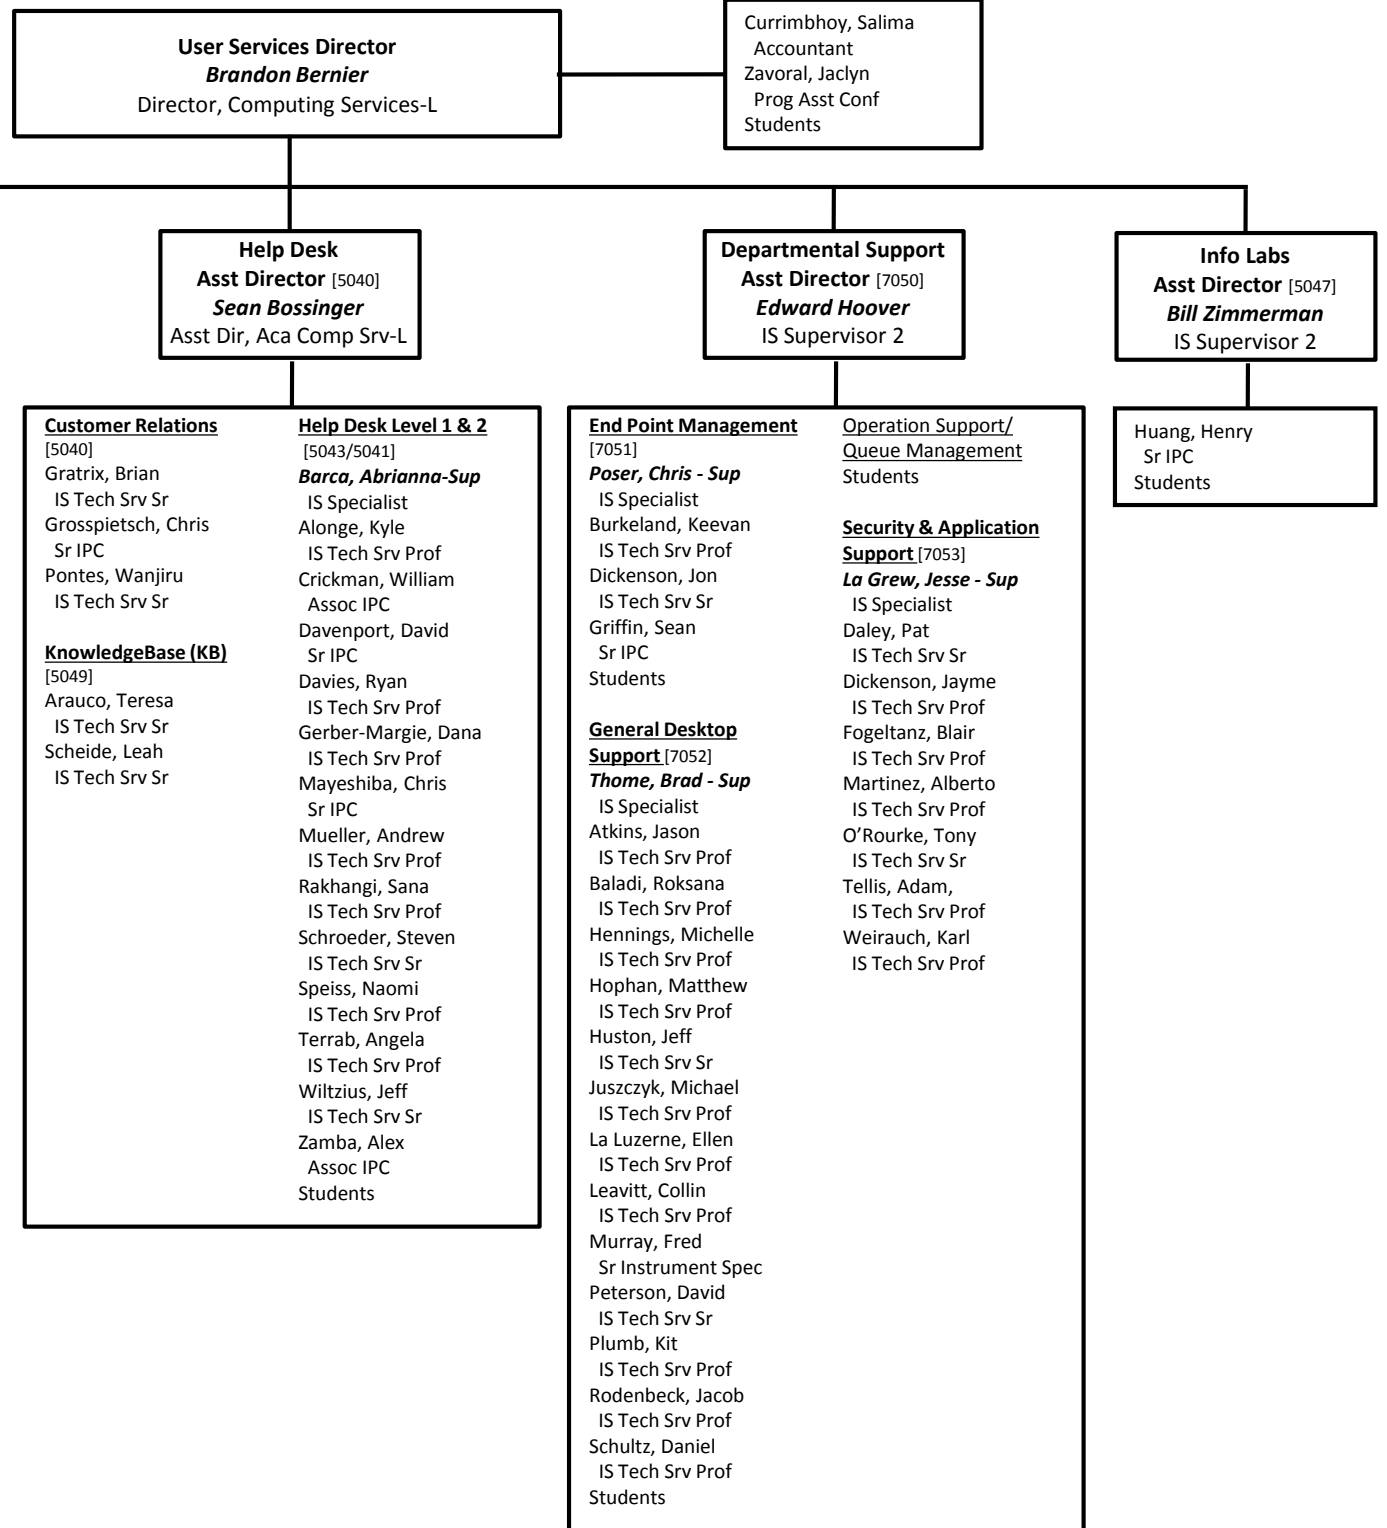 User Services Director
Brandon Bernier
Director, Computing Services-L
Currimbhoy, Salima
Accountant
Zavoral, Jaclyn
Prog Asst Conf
Students
Help Desk
Asst Director [5040]
Sean Bossinger
Asst Dir, Aca Comp Srv-L
Departmental Support
Asst Director [7050]
Edward Hoover
IS Supervisor 2
Info Labs
Asst Director [5047]
Bill Zimmerman
IS Supervisor 2
Customer Relations
[5040]
Gratrix, Brian
IS Tech Srv Sr
Grosspietsch, Chris
Sr IPC
Pontes, Wanjiru
IS Tech Srv Sr
KnowledgeBase (KB)
[5049]
Arauco, Teresa
IS Tech Srv Sr
Scheide, Leah
IS Tech Srv Sr
Help Desk Level 1 & 2
[5043/5041]
Barca, Abrianna-Sup
IS Specialist
Alonge, Kyle
IS Tech Srv Prof
Crickman, William
Assoc IPC
Davenport, David
Sr IPC
Davies, Ryan
IS Tech Srv Prof
Gerber-Margie, Dana
IS Tech Srv Prof
Mayeshiba, Chris
Sr IPC
Mueller, Andrew
IS Tech Srv Prof
Rakhangi, Sana
IS Tech Srv Prof
Schroeder, Steven
IS Tech Srv Sr
Speiss, Naomi
IS Tech Srv Prof
Terrab, Angela
IS Tech Srv Prof
Wiltzius, Jeff
IS Tech Srv Sr
Zamba, Alex
Assoc IPC
Students
End Point Management
[7051]
Poser, Chris - Sup
IS Specialist
Burkeland, Keevan
IS Tech Srv Prof
Dickenson, Jon
IS Tech Srv Sr
Griffin, Sean
Sr IPC
Students
General Desktop
Support [7052]
Thome, Brad - Sup
IS Specialist
Atkins, Jason
IS Tech Srv Prof
Baladi, Roksana
IS Tech Srv Prof
Hennings, Michelle
IS Tech Srv Prof
Hophan, Matthew
IS Tech Srv Prof
Huston, Jeff
IS Tech Srv Sr
Juszczyk, Michael
IS Tech Srv Prof
La Luzerne, Ellen
IS Tech Srv Prof
Leavitt, Collin
IS Tech Srv Prof
Murray, Fred
Sr Instrument Spec
Peterson, David
IS Tech Srv Sr
Plumb, Kit
IS Tech Srv Prof
Rodenbeck, Jacob
IS Tech Srv Prof
Schultz, Daniel
IS Tech Srv Prof
Students
Operation Support/
Queue Management
Students
Security & Application
Support [7053]
La Grew, Jesse - Sup
IS Specialist
Daley, Pat
IS Tech Srv Sr
Dickenson, Jayme
IS Tech Srv Prof
Fogeltanz, Blair
IS Tech Srv Prof
Martinez, Alberto
IS Tech Srv Prof
O’Rourke, Tony
IS Tech Srv Sr
Tellis, Adam,
IS Tech Srv Prof
Weirauch, Karl
IS Tech Srv Prof
Huang, Henry
Sr IPC
Students